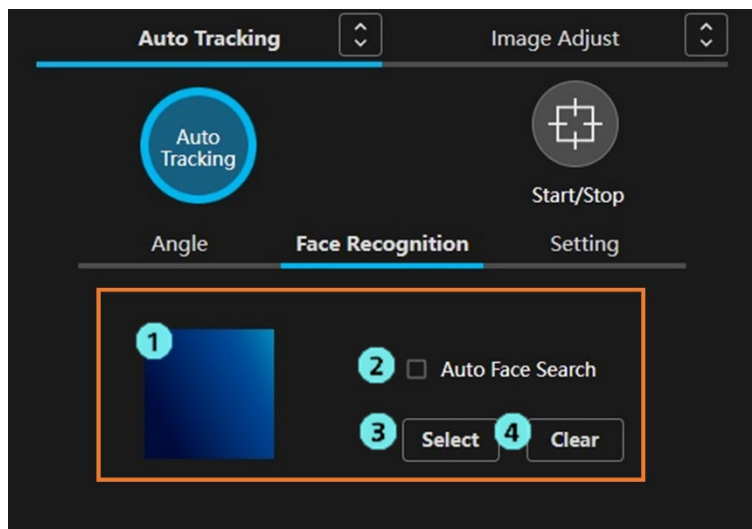 Auto Tracking
Image Adjust
Auto
Tracking
Start/Stop
Angle
Face Recognition
Setting
1
2
Auto Face Search
3
Select
4
Clear